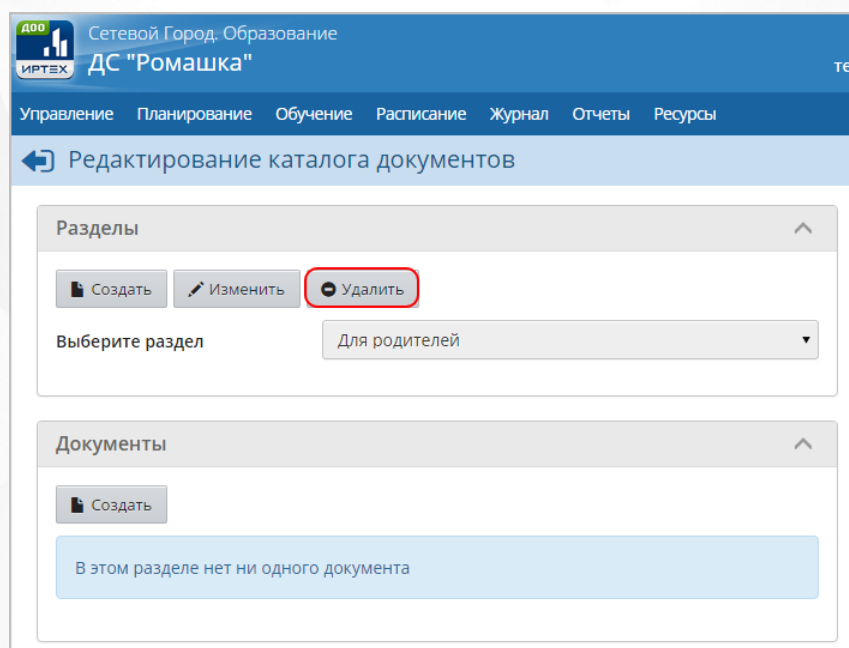 ДОО
ИРТЕХ
Сетевой Город. Образование
ДС "Ромашка"
те
Управление Планирование Обучение Расписание Журнал Отчеты Ресурсы
Редактирование каталога документов
Разделы
Создать Изменить Удалить
Выберите раздел Для родителей
Документы
Создать
В этом разделе нет ни одного документа